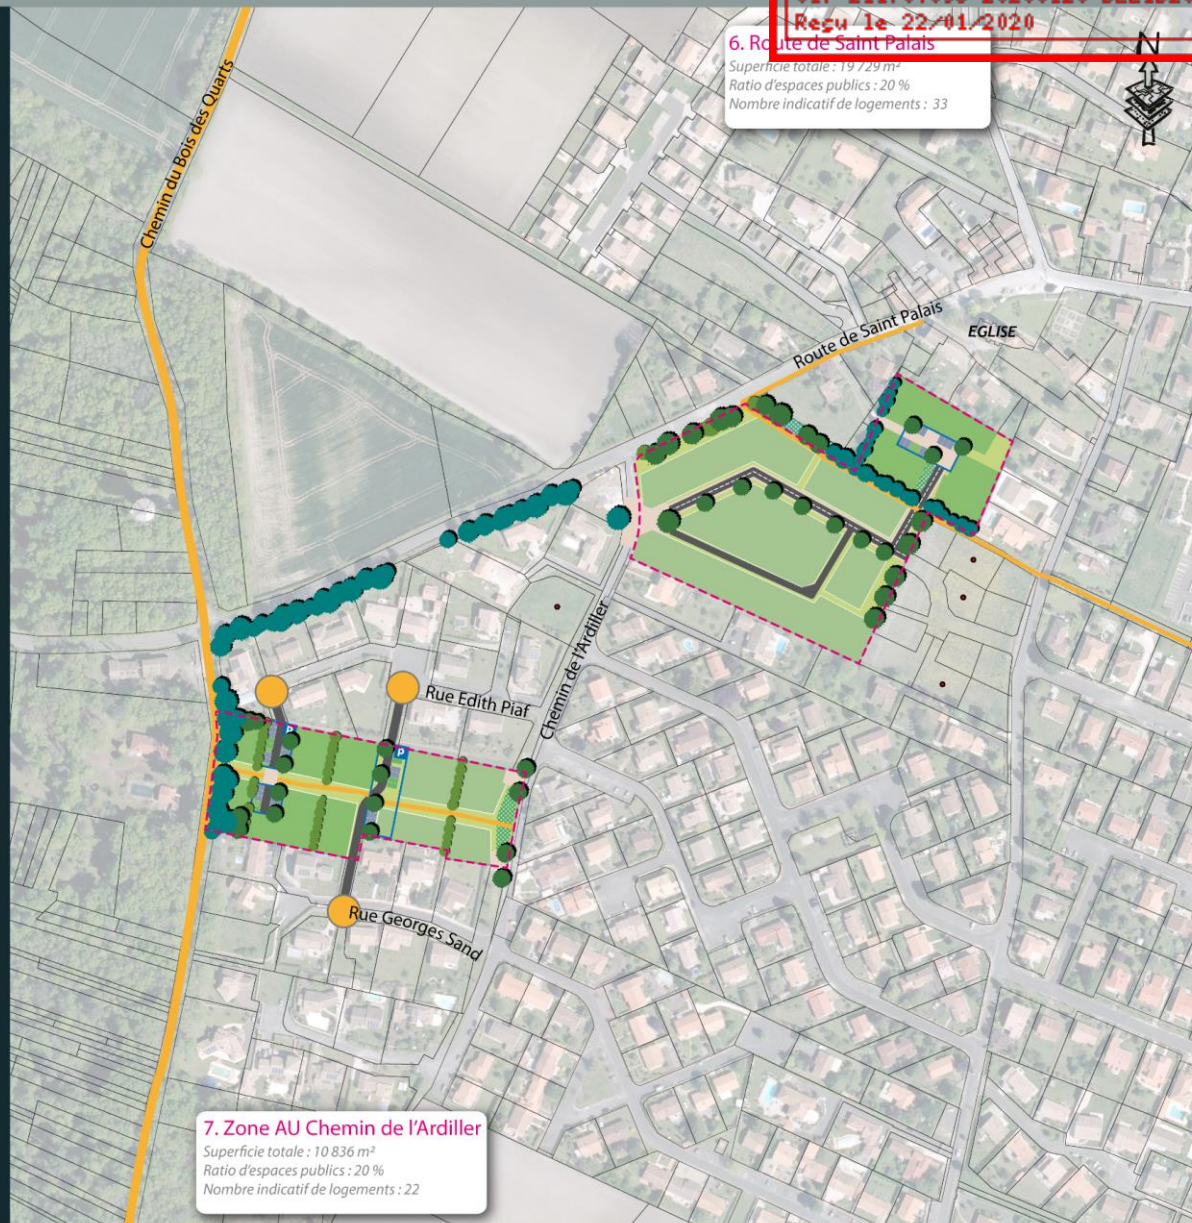 Reçu le 22/01/2020
N
6. Route de Saint Palais
Superficie totale : 19 729 m²
Ratio d'espaces publics : 20 %
Nombre indicatif de logements : 33
Chemin du Bois des Quarts
Route de Saint Palais
EGLISE
Chemin de l'Ardiller
Rue Edith Piaf
P
P
Rue Georges Sand
7. Zone AU Chemin de l'Ardiller
Superficie totale : 10 836 m²
Ratio d'espaces publics : 20 %
Nombre indicatif de logements : 22